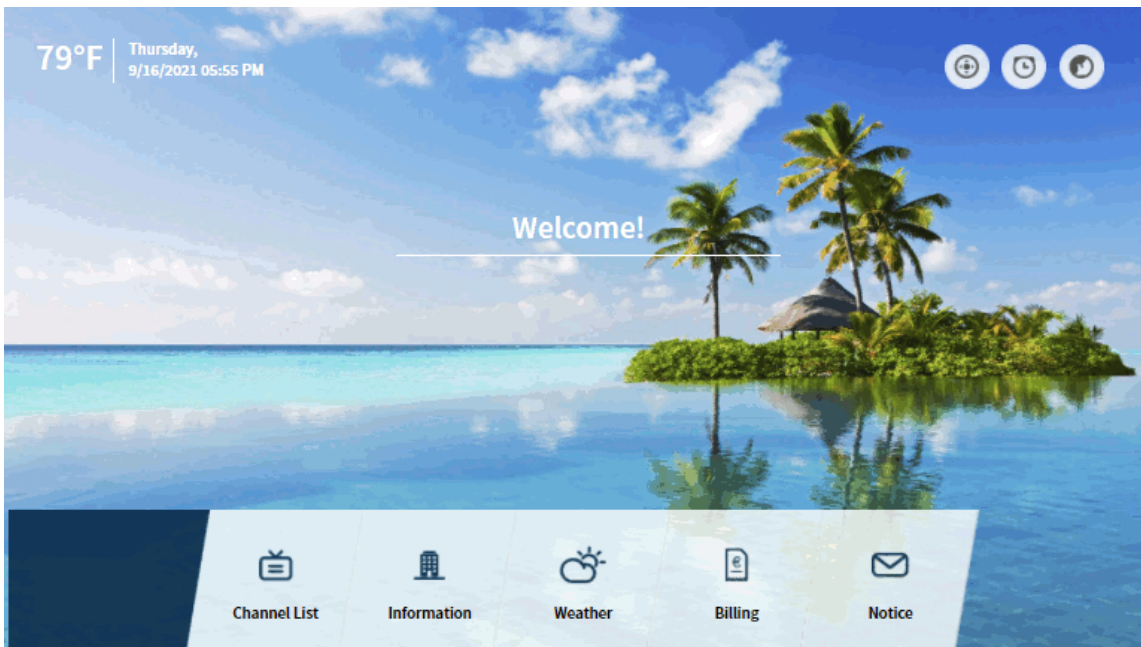 79°F
Thursday,
9/16/2021 05:55 PM
Welcome!
Channel List
Information
Weather
Billing
Notice